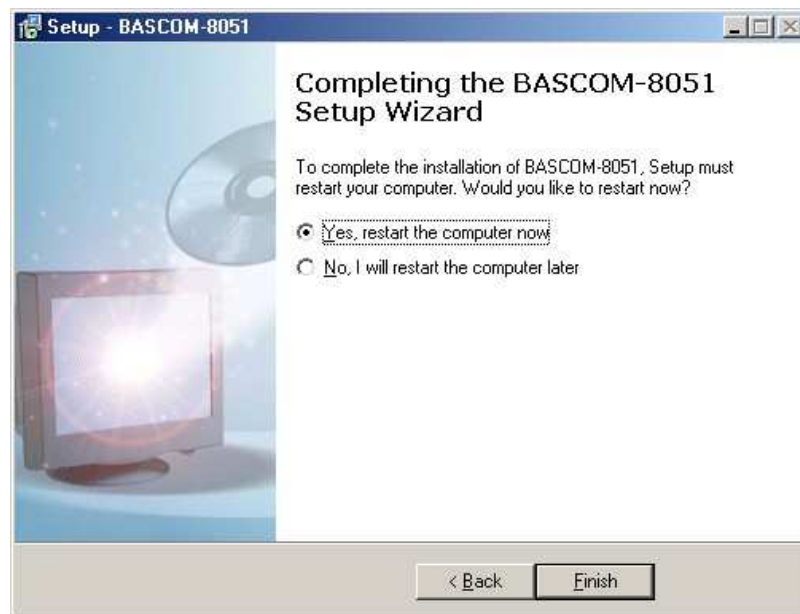 Setup - BASCOM-8051
Completing the BASCOM-8051
Setup Wizard
To complete the installation of BASCOM-8051, Setup must
restart your computer. Would you like to restart now?
Yes, restart the computer now
No, I will restart the computer later
< Back
Finish